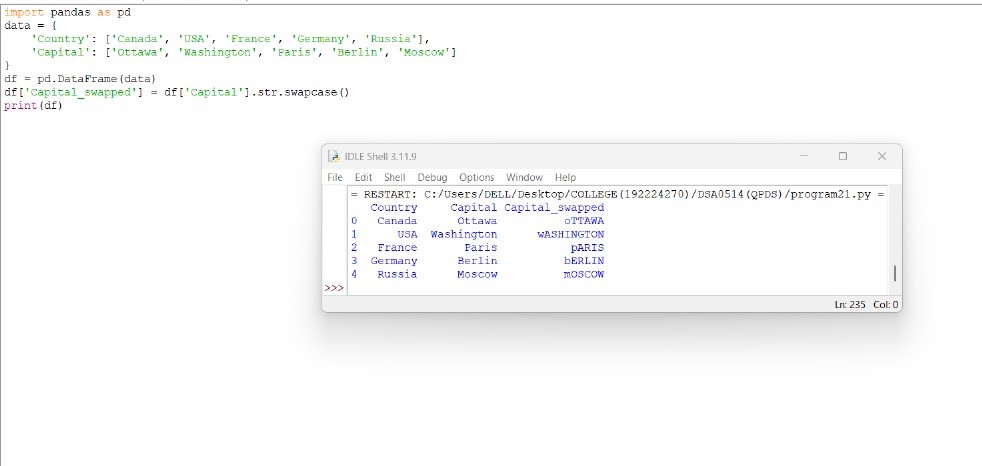 import pandas as pd
data = {
    'Country': ['Canada', 'USA', 'France', 'Germany', 'Russia'],
    'Capital': ['Ottawa', 'Washington', 'Paris', 'Berlin', 'Moscow']
}
df = pd.DataFrame(data)
df['Capital_swapped'] = df['Capital'].str.swapcase()
print(df)
IDLE Shell 3.11.9
File Edit Shell Debug Options Window Help
= RESTART: C:/Users/DELL/Desktop/COLLEGE(192224270)/DSA0514(QPDS)/program21.py =
   Country     Capital Capital_swapped
0   Canada      Ottawa          oTTAWA
1      USA  Washington      wASHINGTON
2   France       Paris           pARIS
3  Germany      Berlin          bERLIN
4   Russia      Moscow          mOSCOW
>>>
Ln: 235 Col: 0